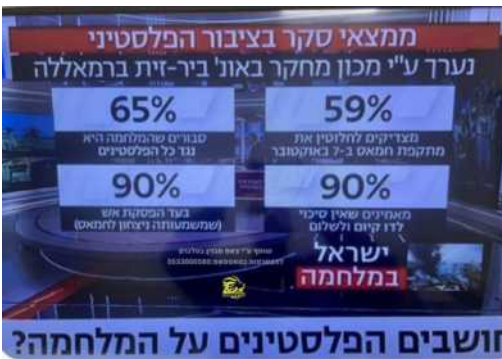 ממצאי סקר בציבור הפלסטיני
נערך ע"י מכון מחקר באונ' ביר-זית ברמאללה
59%
מצדיקים לחלוטין את
מתקפת חמאס ב-7 באוקטובר
65%
סבורים שהמלחמה היא
נגד כל הפלסטינים
90%
מאמינים שאין סיכוי
לדו קיום ולשלום
90%
בעד הפסקת אש
(שמשמעותה ניצחון לחמאס)
ישראל
במלחמה
הפלסטינים על המלחמה?